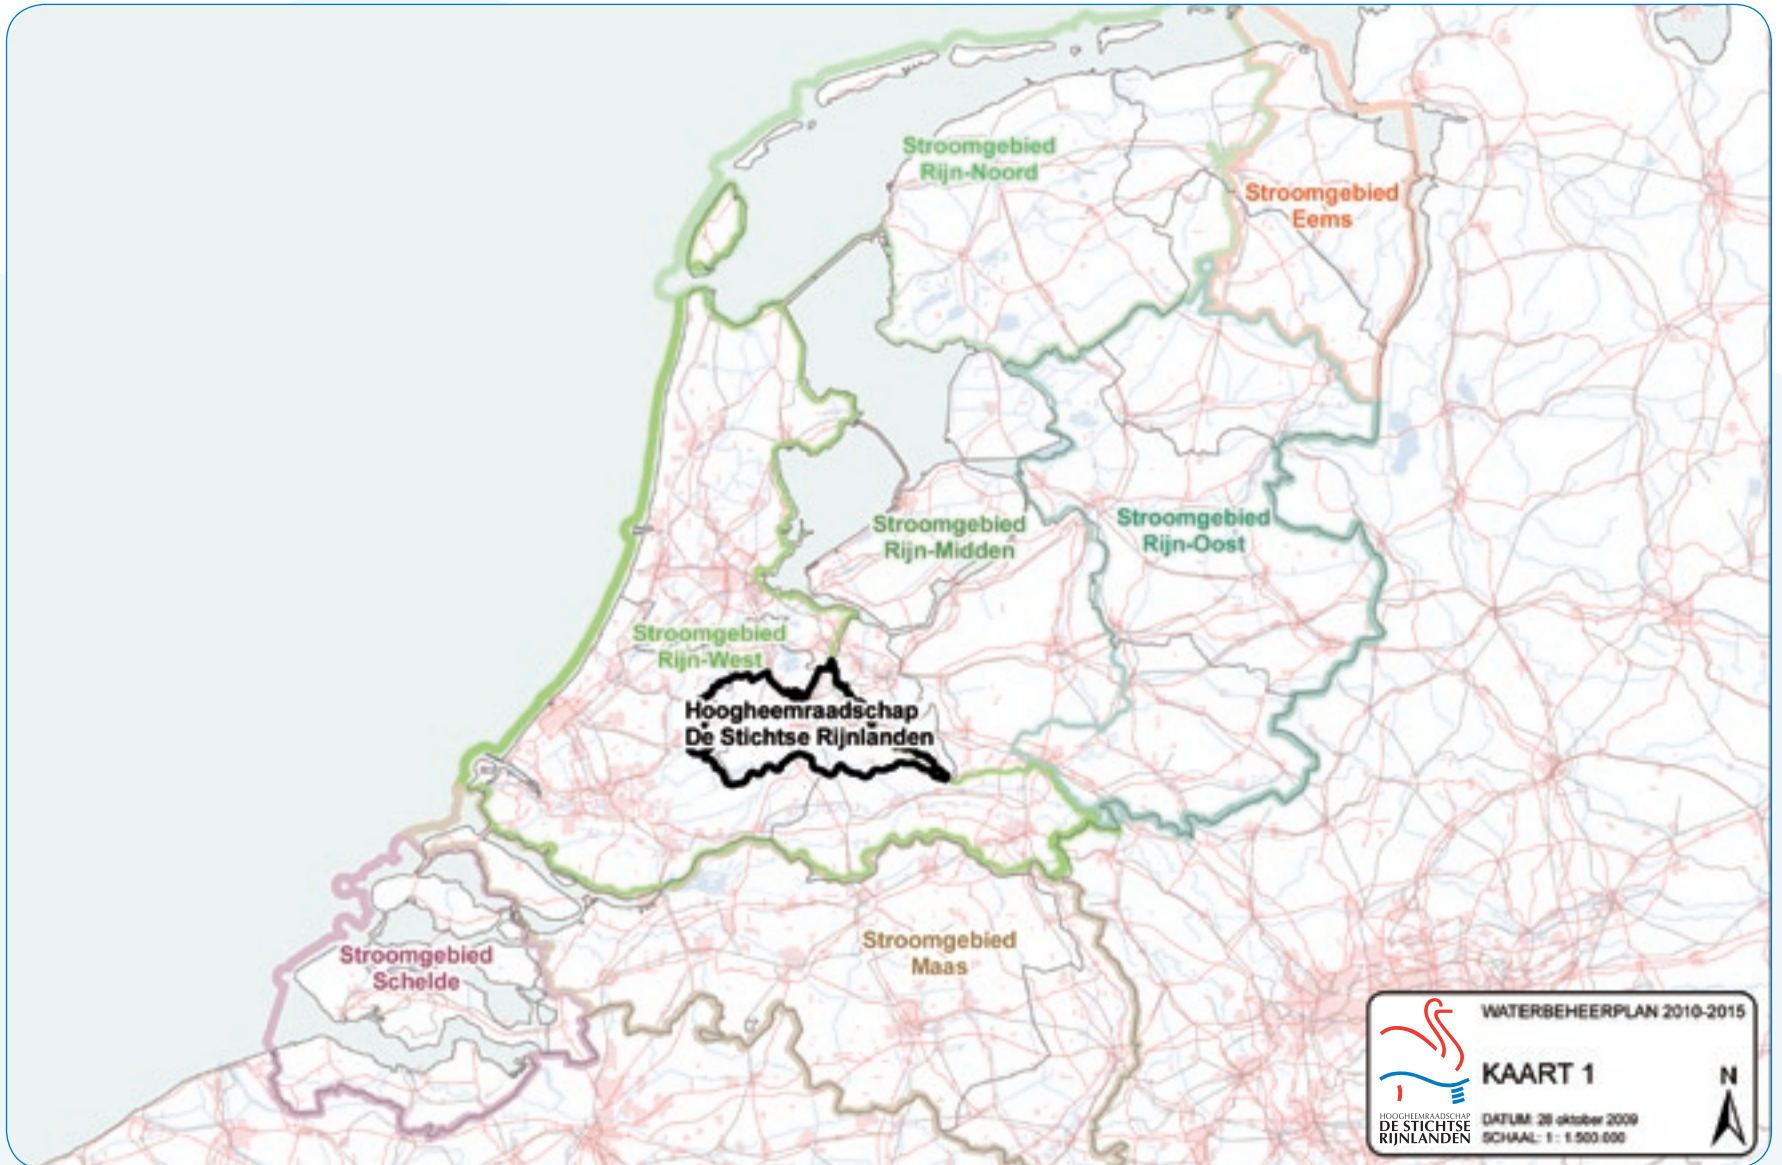 Stroomgebied
Rijn-Noord
Stroomgebied
Eems
Stroomgebied
Rijn-Midden
Stroomgebied
Rijn-Oost
Stroomgebied
Rijn-West
Hoogheemraadschap
De Stichtse Rijnlanden
Stroomgebied
Maas
Stroomgebied
Schelde
WATERBEHEERPLAN 2010-2015
KAART 1
N
HOOGHEEMRAADSCHAP
DE STICHTSE
RIJNLANDEN
DATUM: 28 oktober 2009
SCHAAL: 1 : 1.500.000